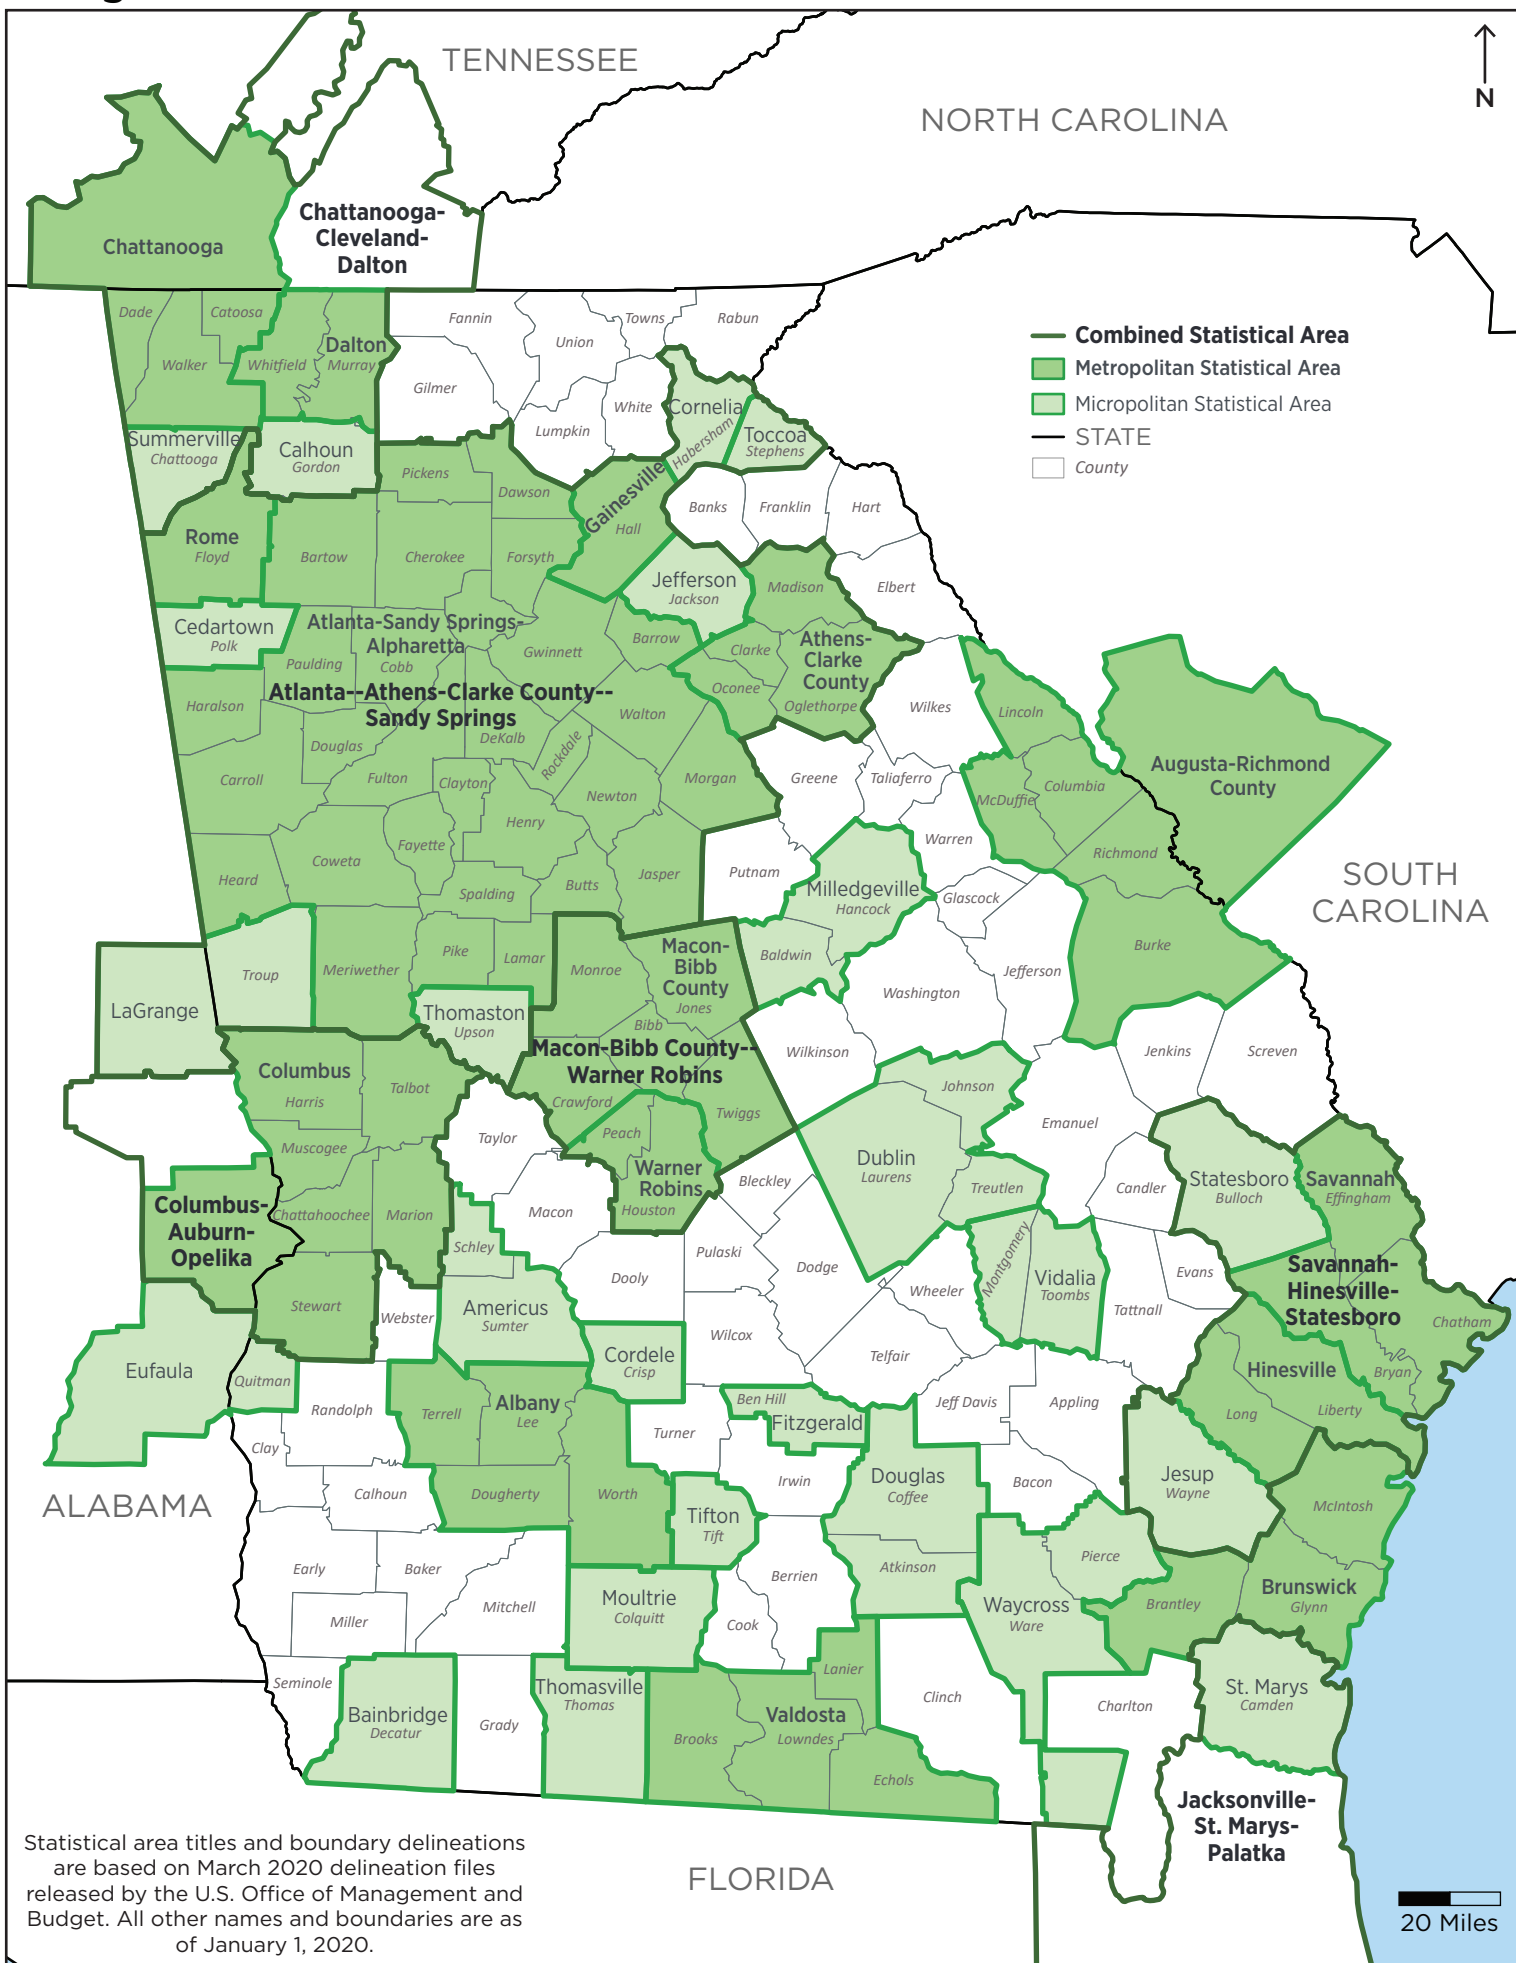 TENNESSEE
NORTH CAROLINA
N
Chattanooga-
Cleveland-
Dalton
Chattanooga
Dade
Catoosa
Walker
Whitfield
Dalton
Murray
Fannin
Union
Towns
Rabun
Gilmer
White
Lumpkin
Combined Statistical Area
Metropolitan Statistical Area
Micropolitan Statistical Area
STATE
County
Cornelia
Habersham
Toccoa
Stephens
Summerville
Chattooga
Calhoun
Gordon
Pickens
Dawson
Gainesville
Hall
Banks
Franklin
Hart
Rome
Floyd
Bartow
Cherokee
Forsyth
Jefferson
Jackson
Madison
Elbert
Cedartown
Polk
Atlanta-Sandy Springs-
Alpharetta
Paulding
Cobb
Gwinnett
Barrow
Clarke
Athens-
Clarke
County
Oconee
Oglethorpe
Atlanta--Athens-Clarke County--
Sandy Springs
Haralson
Walton
Wilkes
Lincoln
Douglas
DeKalb
Rockdale
Carroll
Fulton
Clayton
Newton
Morgan
Greene
Taliaferro
McDuffie
Columbia
Augusta-Richmond
County
Henry
Fayette
Coweta
Warren
Richmond
Heard
Spalding
Butts
Jasper
Putnam
Milledgeville
Hancock
Glascock
SOUTH
CAROLINA
Troup
Meriwether
Pike
Lamar
Monroe
Macon-
Bibb
County
Jones
Baldwin
Jefferson
Burke
Washington
LaGrange
Thomaston
Upson
Bibb
Macon-Bibb County--
Warner Robins
Wilkinson
Jenkins
Screven
Columbus
Harris
Talbot
Crawford
Peach
Twiggs
Johnson
Emanuel
Muscogee
Taylor
Warner
Robins
Houston
Bleckley
Dublin
Laurens
Treutlen
Candler
Statesboro
Bulloch
Savannah
Effingham
Columbus-
Auburn-
Opelika
Chattahoochee
Marion
Macon
Schley
Pulaski
Dooly
Dodge
Wheeler
Montgomery
Vidalia
Toombs
Tattnall
Evans
Savannah-
Hinesville-
Statesboro
Chatham
Stewart
Webster
Americus
Sumter
Cordele
Crisp
Wilcox
Telfair
Eufaula
Quitman
Hinesville
Bryan
Randolph
Terrell
Albany
Lee
Turner
Ben Hill
Fitzgerald
Jeff Davis
Appling
Long
Liberty
Clay
Calhoun
Dougherty
Worth
Irwin
Douglas
Coffee
Bacon
Jesup
Wayne
McIntosh
ALABAMA
Tifton
Tift
Early
Baker
Berrien
Atkinson
Pierce
Mitchell
Miller
Moultrie
Colquitt
Cook
Waycross
Ware
Brantley
Brunswick
Glynn
Seminole
Bainbridge
Decatur
Grady
Thomasville
Thomas
Lanier
Valdosta
Brooks
Lowndes
Echols
Clinch
Charlton
St. Marys
Camden
Jacksonville-
St. Marys-
Palatka
Statistical area titles and boundary delineations
are based on March 2020 delineation files
released by the U.S. Office of Management and
Budget. All other names and boundaries are as
of January 1, 2020.
FLORIDA
20 Miles